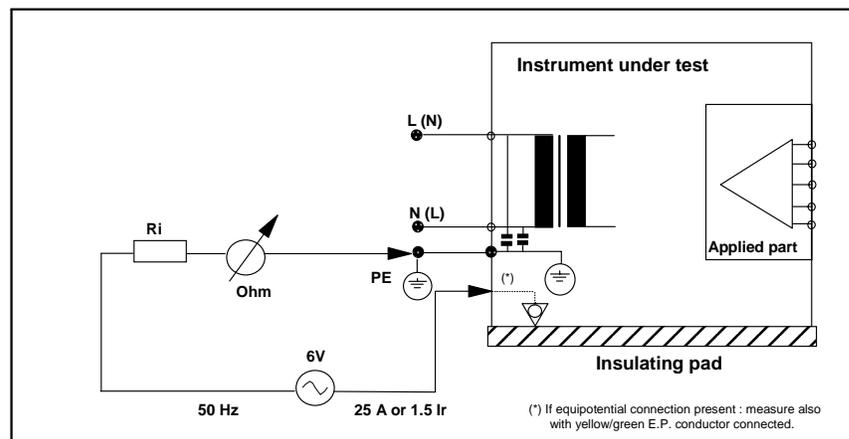 Instrument under test
L (N)
N (L)
Ri
Ohm
PE
(*)
Applied part
6V
50 Hz
25 A or 1.5 Ir
Insulating pad
(*) If equipotential connection present : measure also
with yellow/green E.P. conductor connected.